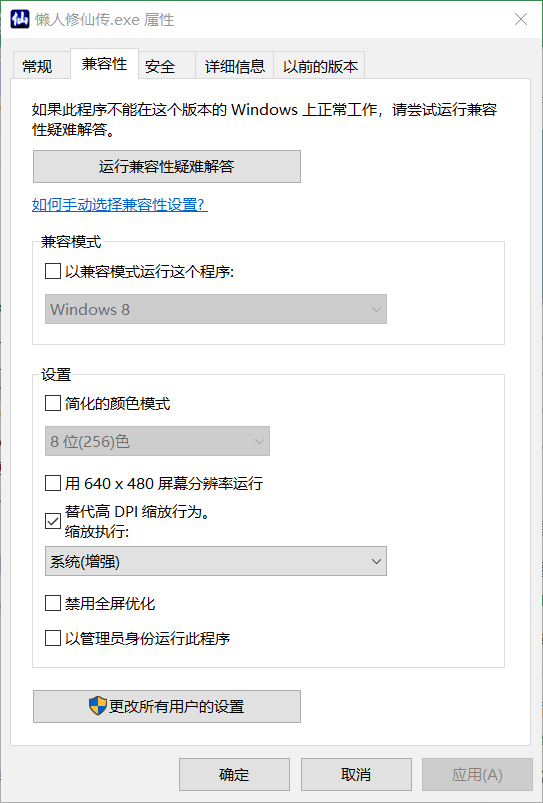 仙
懒人修仙传.exe 属性
常规
兼容性
安全
详细信息
以前的版本
如果此程序不能在这个版本的 Windows 上正常工作，请尝试运行兼容
性疑难解答。
运行兼容性疑难解答
如何手动选择兼容性设置?
兼容模式
以兼容模式运行这个程序:
Windows 8
设置
简化的颜色模式
8 位(256)色
用 640 x 480 屏幕分辨率运行
替代高 DPI 缩放行为。
缩放执行:
系统(增强)
禁用全屏优化
以管理员身份运行此程序
更改所有用户的设置
确定
取消
应用(A)